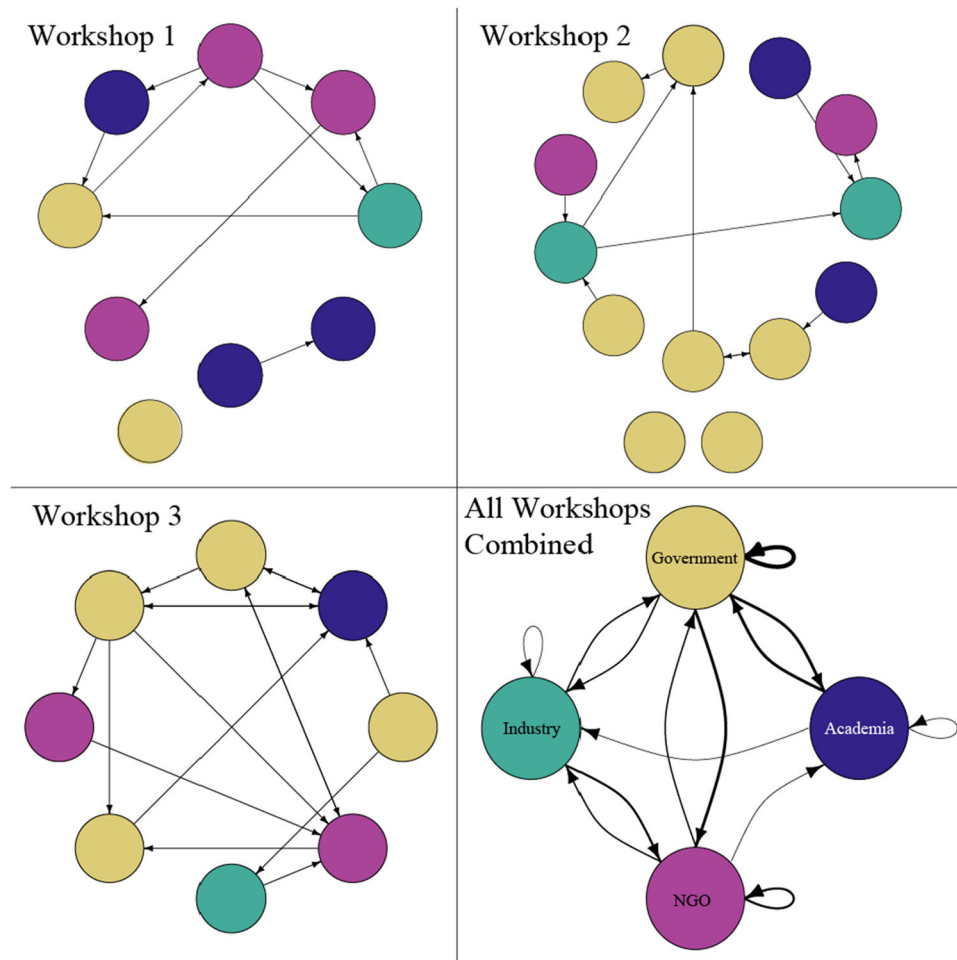 Workshop 1
Workshop 2
Workshop 3
All Workshops
Combined
Government
Industry
Academia
NGO